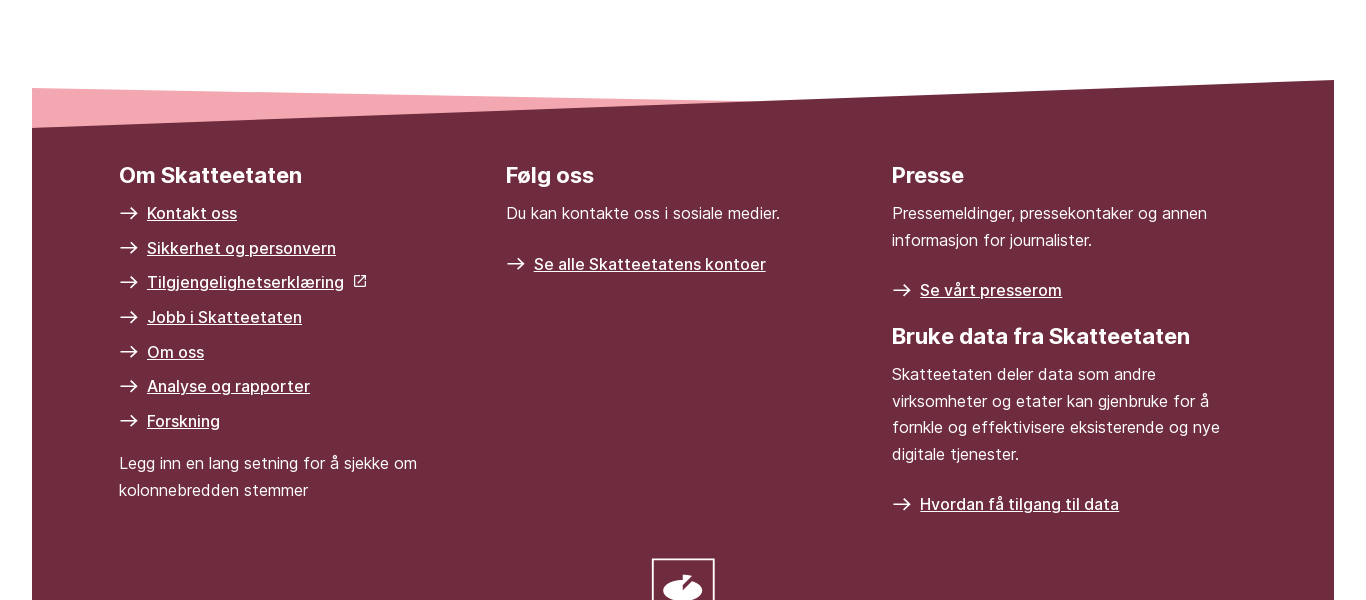 Om Skatteetaten
Kontakt oss
Sikkerhet og personvern
Tilgjengelighetserklæring
Jobb i Skatteetaten
Om oss
Analyse og rapporter
Forskning
Legg inn en lang setning for å sjekke om
kolonnebredden stemmer
Følg oss
Du kan kontakte oss i sosiale medier.
Se alle Skatteetatens kontoer
Presse
Pressemeldinger, pressekontaker og annen
informasjon for journalister.
Se vårt presserom
Bruke data fra Skatteetaten
Skatteetaten deler data som andre
virksomheter og etater kan gjenbruke for å
fornkle og effektivisere eksisterende og nye
digitale tjenester.
Hvordan få tilgang til data